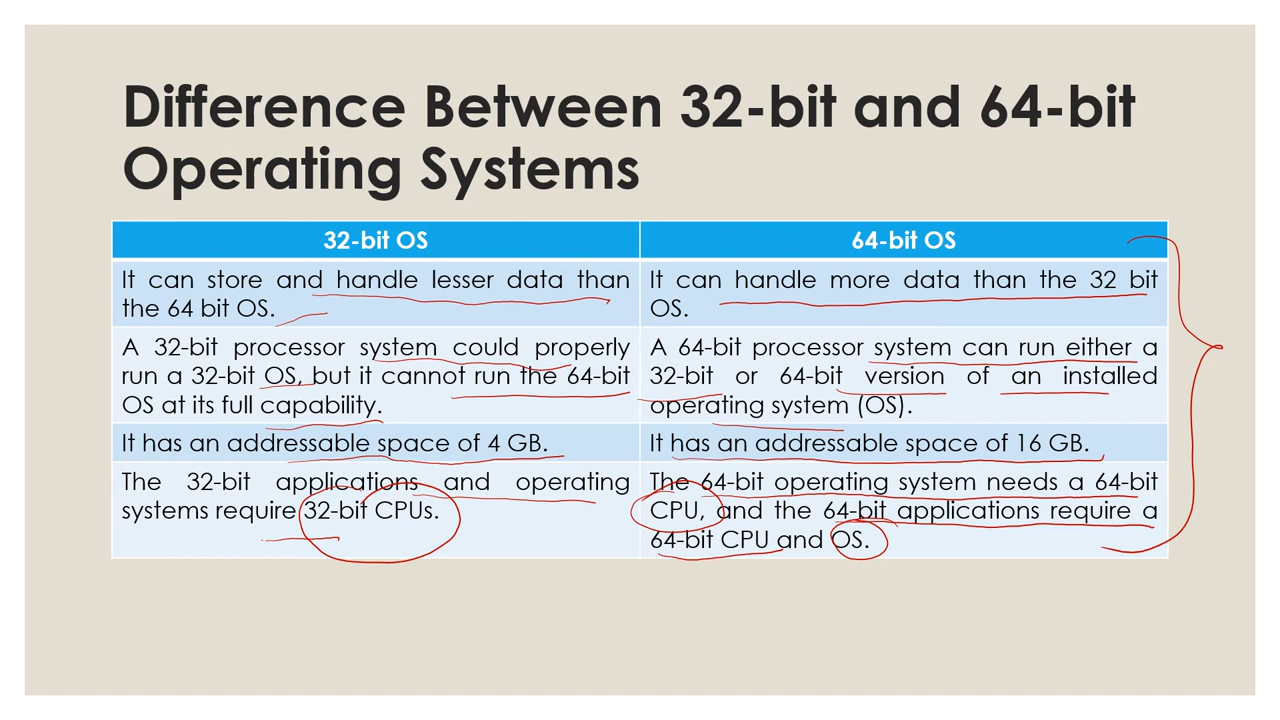 Difference Between 32-bit and 64-bit
Operating Systems
32-bit OS
64-bit OS
It can store and handle lesser data than
the 64 bit OS.
It can handle more data than the 32 bit
OS.
A 32-bit processor system could properly
run a 32-bit OS, but it cannot run the 64-bit
OS at its full capability.
A 64-bit processor system can run either a
32-bit or 64-bit version of an installed
operating system (OS).
It has an addressable space of 4 GB.
It has an addressable space of 16 GB.
The 32-bit applications and operating
systems require 32-bit CPUs.
The 64-bit operating system needs a 64-bit
CPU, and the 64-bit applications require a
64-bit CPU and OS.